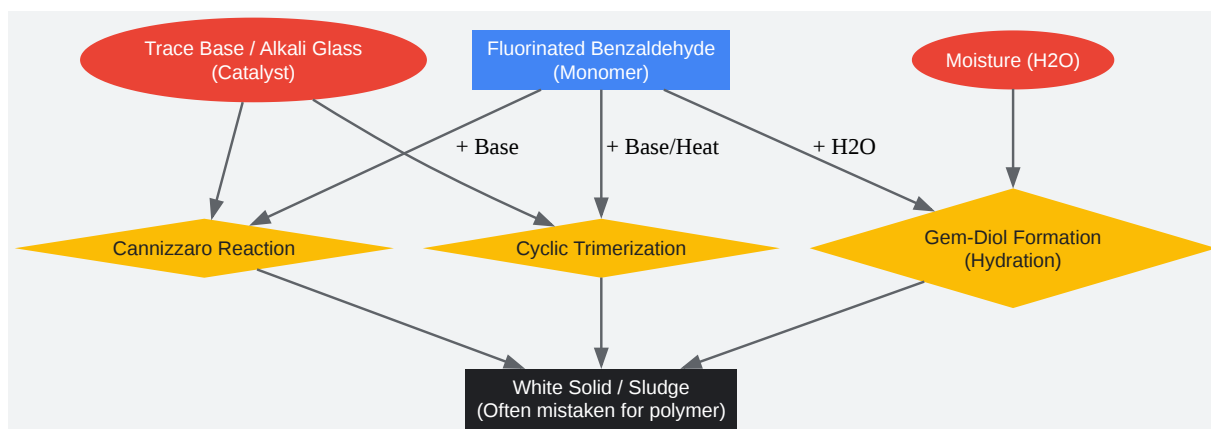 Trace Base / Alkali Glass
(Catalyst)
Fluorinated Benzaldehyde
(Monomer)
Moisture (H2O)
+ Base
+ Base/Heat
+ H2O
Cannizzaro Reaction
Cyclic Trimerization
Gem-Diol Formation
(Hydration)
White Solid / Sludge
(Often mistaken for polymer)